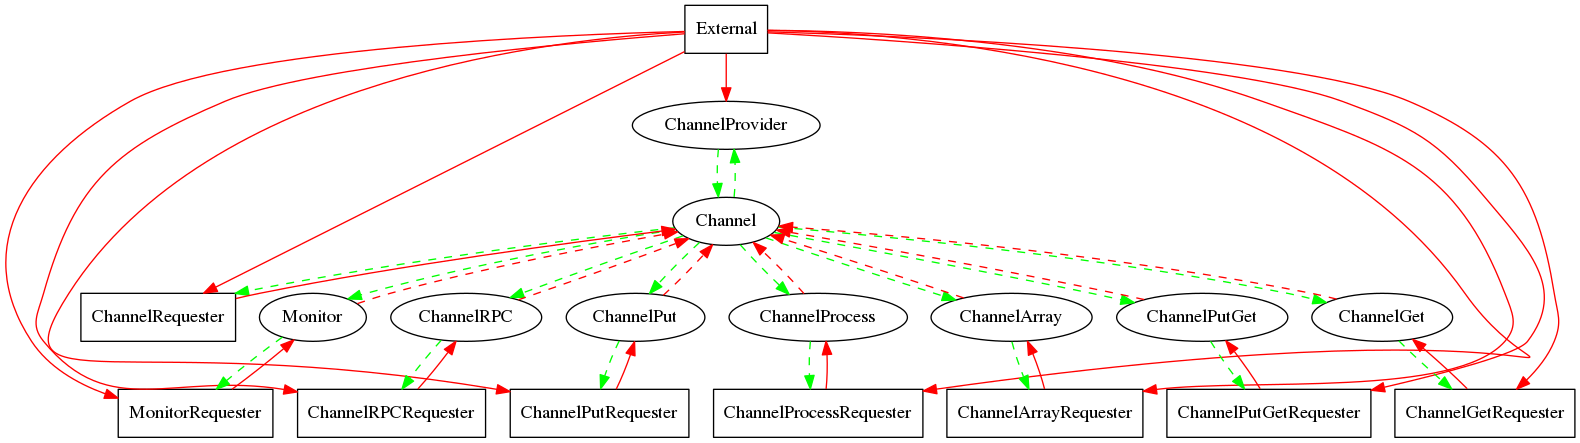 External
ChannelProvider
Channel
ChannelRequester
Monitor
ChannelRPC
ChannelPut
ChannelProcess
ChannelArray
ChannelPutGet
ChannelGet
MonitorRequester
ChannelRPCRequester
ChannelPutRequester
ChannelProcessRequester
ChannelArrayRequester
ChannelPutGetRequester
ChannelGetRequester